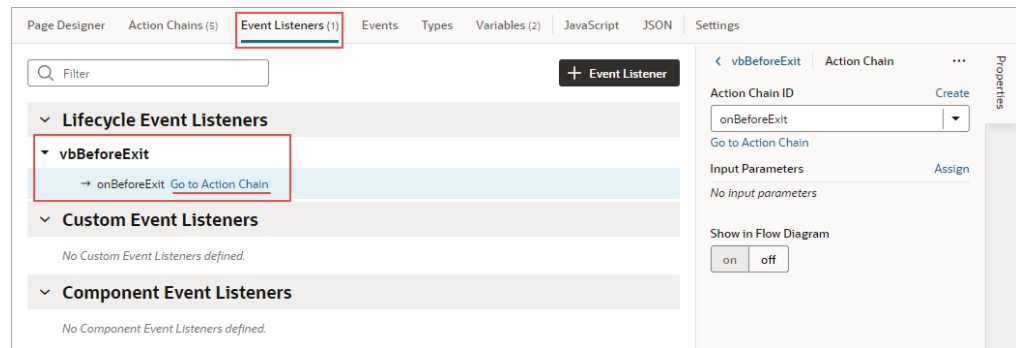 Page Designer Action Chains (5) Event Listeners (1) Events Types Variables (2) JavaScript JSON Settings
Filter
+ Event Listener
Lifecycle Event Listeners
vbBeforeExit
→ onBeforeExit Go to Action Chain
Custom Event Listeners
No Custom Event Listeners defined.
Component Event Listeners
No Component Event Listeners defined.
< vbBeforeExit Action Chain ...
Action Chain ID Create
onBeforeExit
Go to Action Chain
Input Parameters Assign
No input parameters
Show in Flow Diagram
on off
Properties